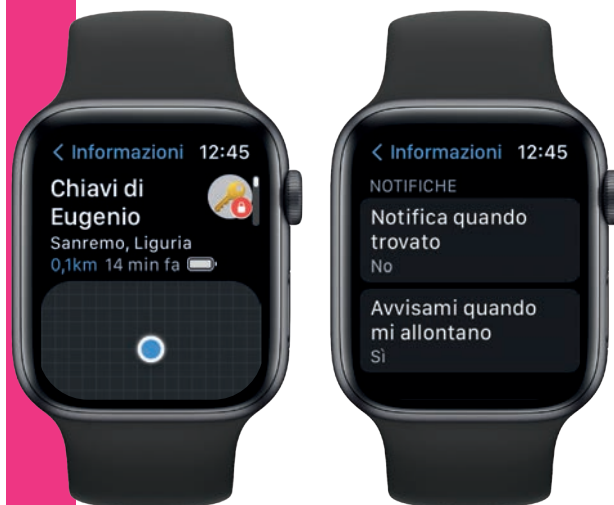 < Informazioni 12:45
Chiavi di
Eugenio
Sanremo, Liguria
0,1km 14 min fa
< Informazioni 12:45
NOTIFICHE
Notifica quando
trovato
No
Avvisami quando
mi allontano
Sì